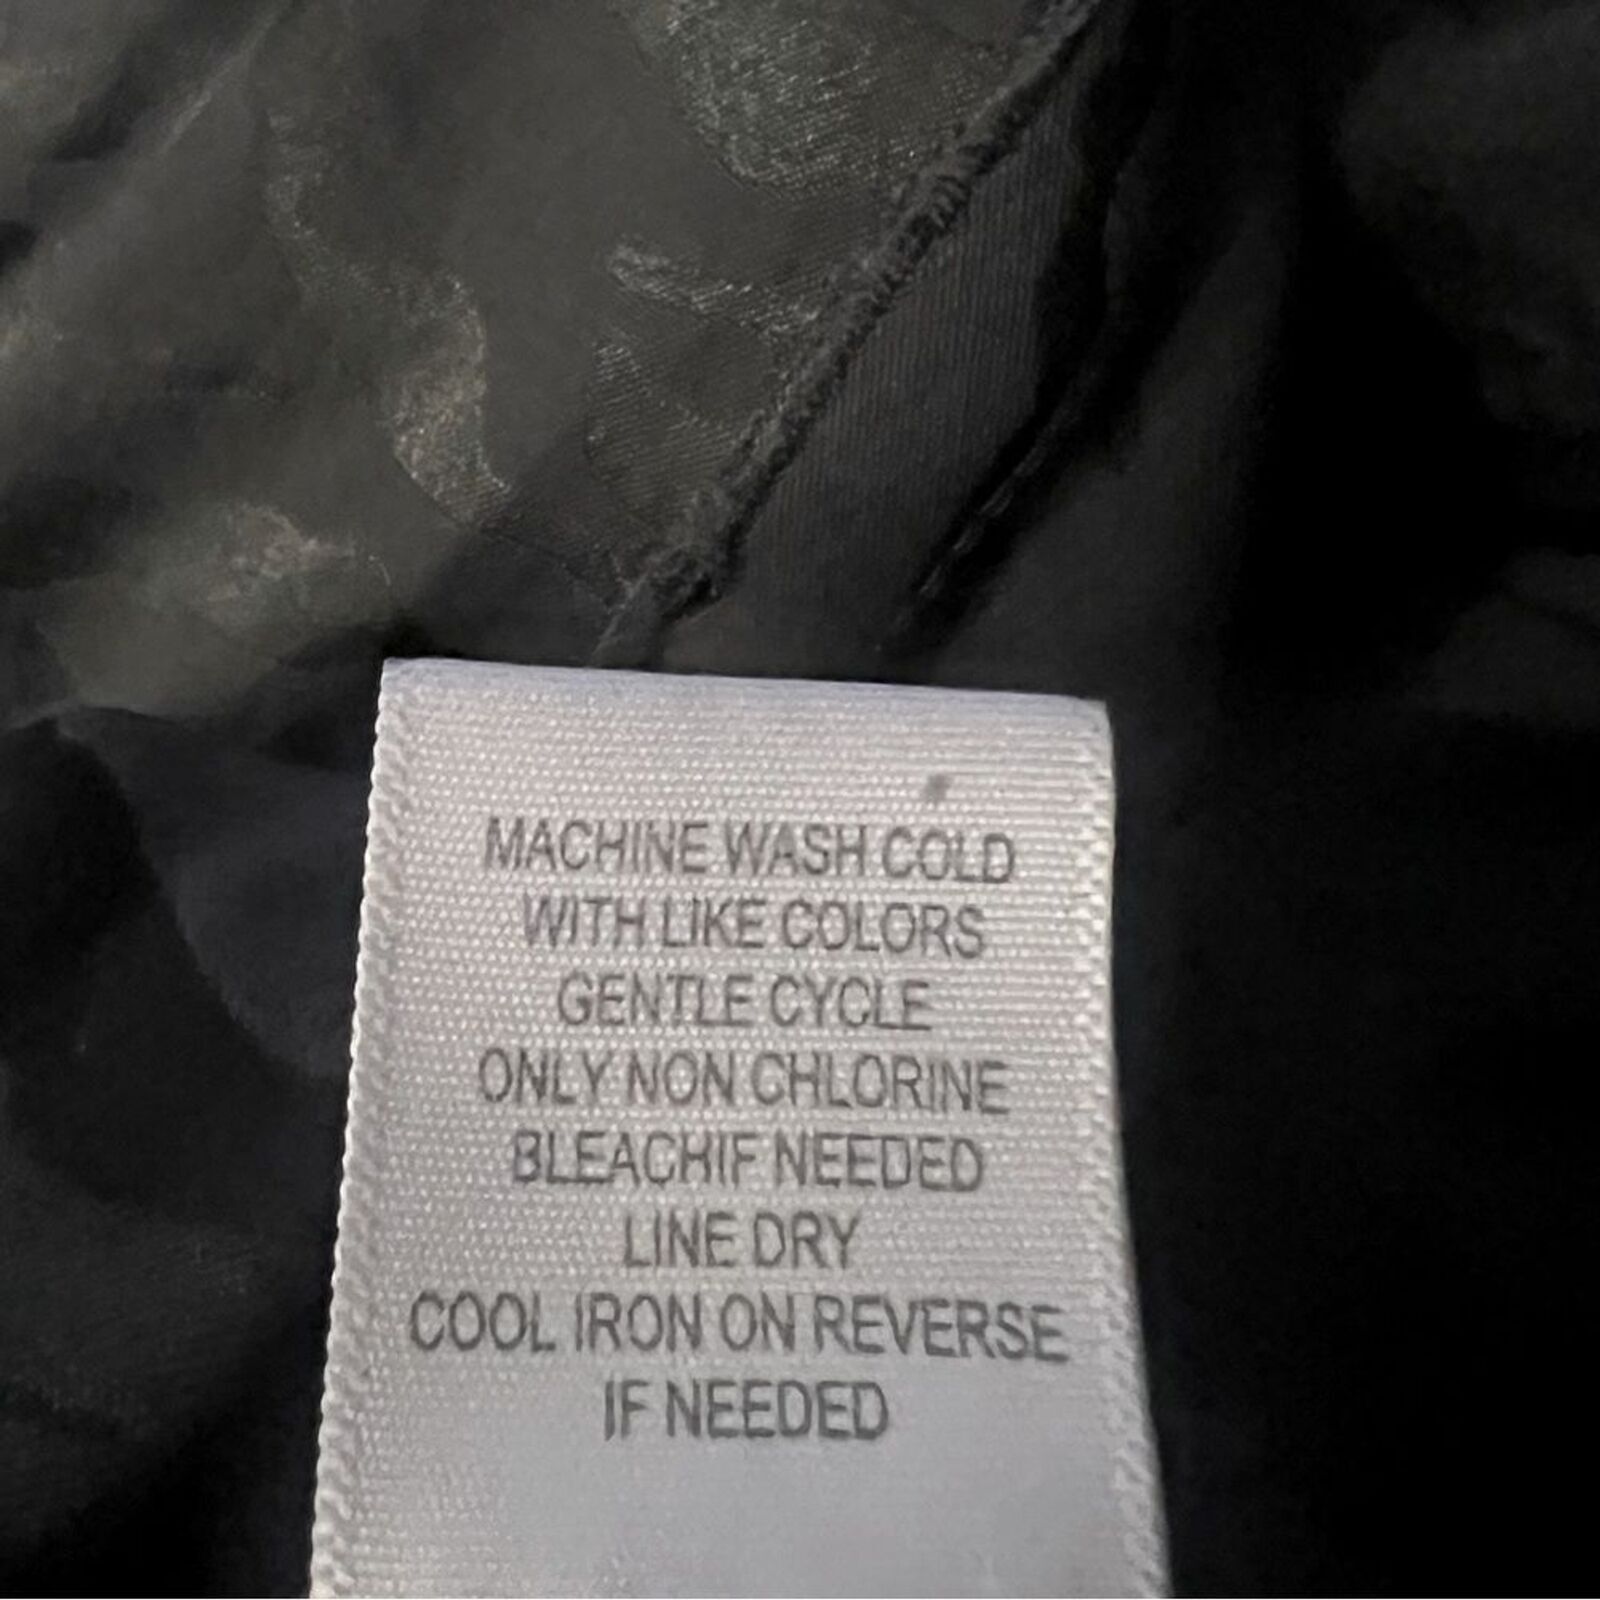 MACHINE WASH COLD
WITH LIKE COLORS
GENTLE CYCLE
ONLY NON CHLORINE
BLEACHIF NEEDED
LINE DRY
COOL IRON ON REVERSE
IF NEEDED